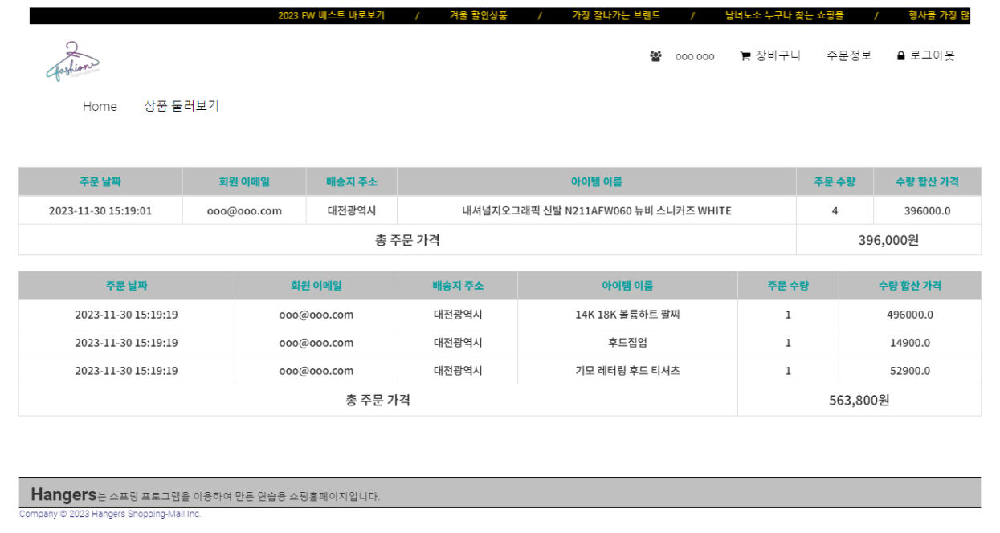 2023 FW 베스트 바로보기 / 겨울 할인상품 / 가장 잘나가는 브랜드 / 남녀노소 누구나 찾는 쇼핑몰 / 행사를 가장 많
fashion
ooo ooo 장바구니 주문정보 로그아웃
Home 상품 둘러보기
주문 날짜 회원 이메일 배송지 주소 아이템 이름 주문 수량 수량 합산 가격
2023-11-30 15:19:01 ooo@ooo.com 대전광역시 내셔널지오그래픽 신발 N211AFW060 뉴비 스니커즈 WHITE 4 396000.0
총 주문 가격 396,000원
주문 날짜 회원 이메일 배송지 주소 아이템 이름 주문 수량 수량 합산 가격
2023-11-30 15:19:19 ooo@ooo.com 대전광역시 14K 18K 볼륨하트 팔찌 1 496000.0
2023-11-30 15:19:19 ooo@ooo.com 대전광역시 후드집업 1 14900.0
2023-11-30 15:19:19 ooo@ooo.com 대전광역시 기모 레터링 후드 티셔츠 1 52900.0
총 주문 가격 563,800원
Hangers는 스프링 프로그램을 이용하여 만든 연습용 쇼핑홈페이지입니다.
Company © 2023 Hangers Shopping-Mall Inc.